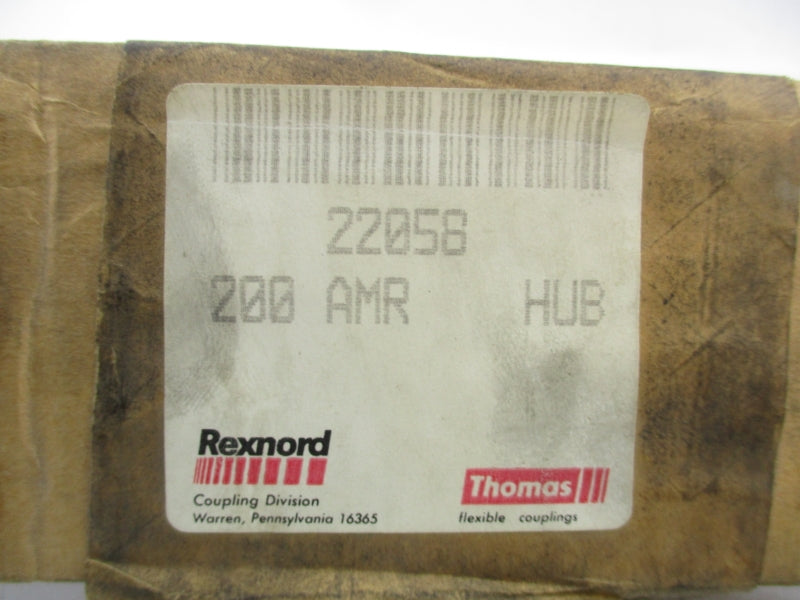 22058
200 AMR HUB
Rexnord
Coupling Division
Warren, Pennsylvania 16365
Thomas
flexible couplings